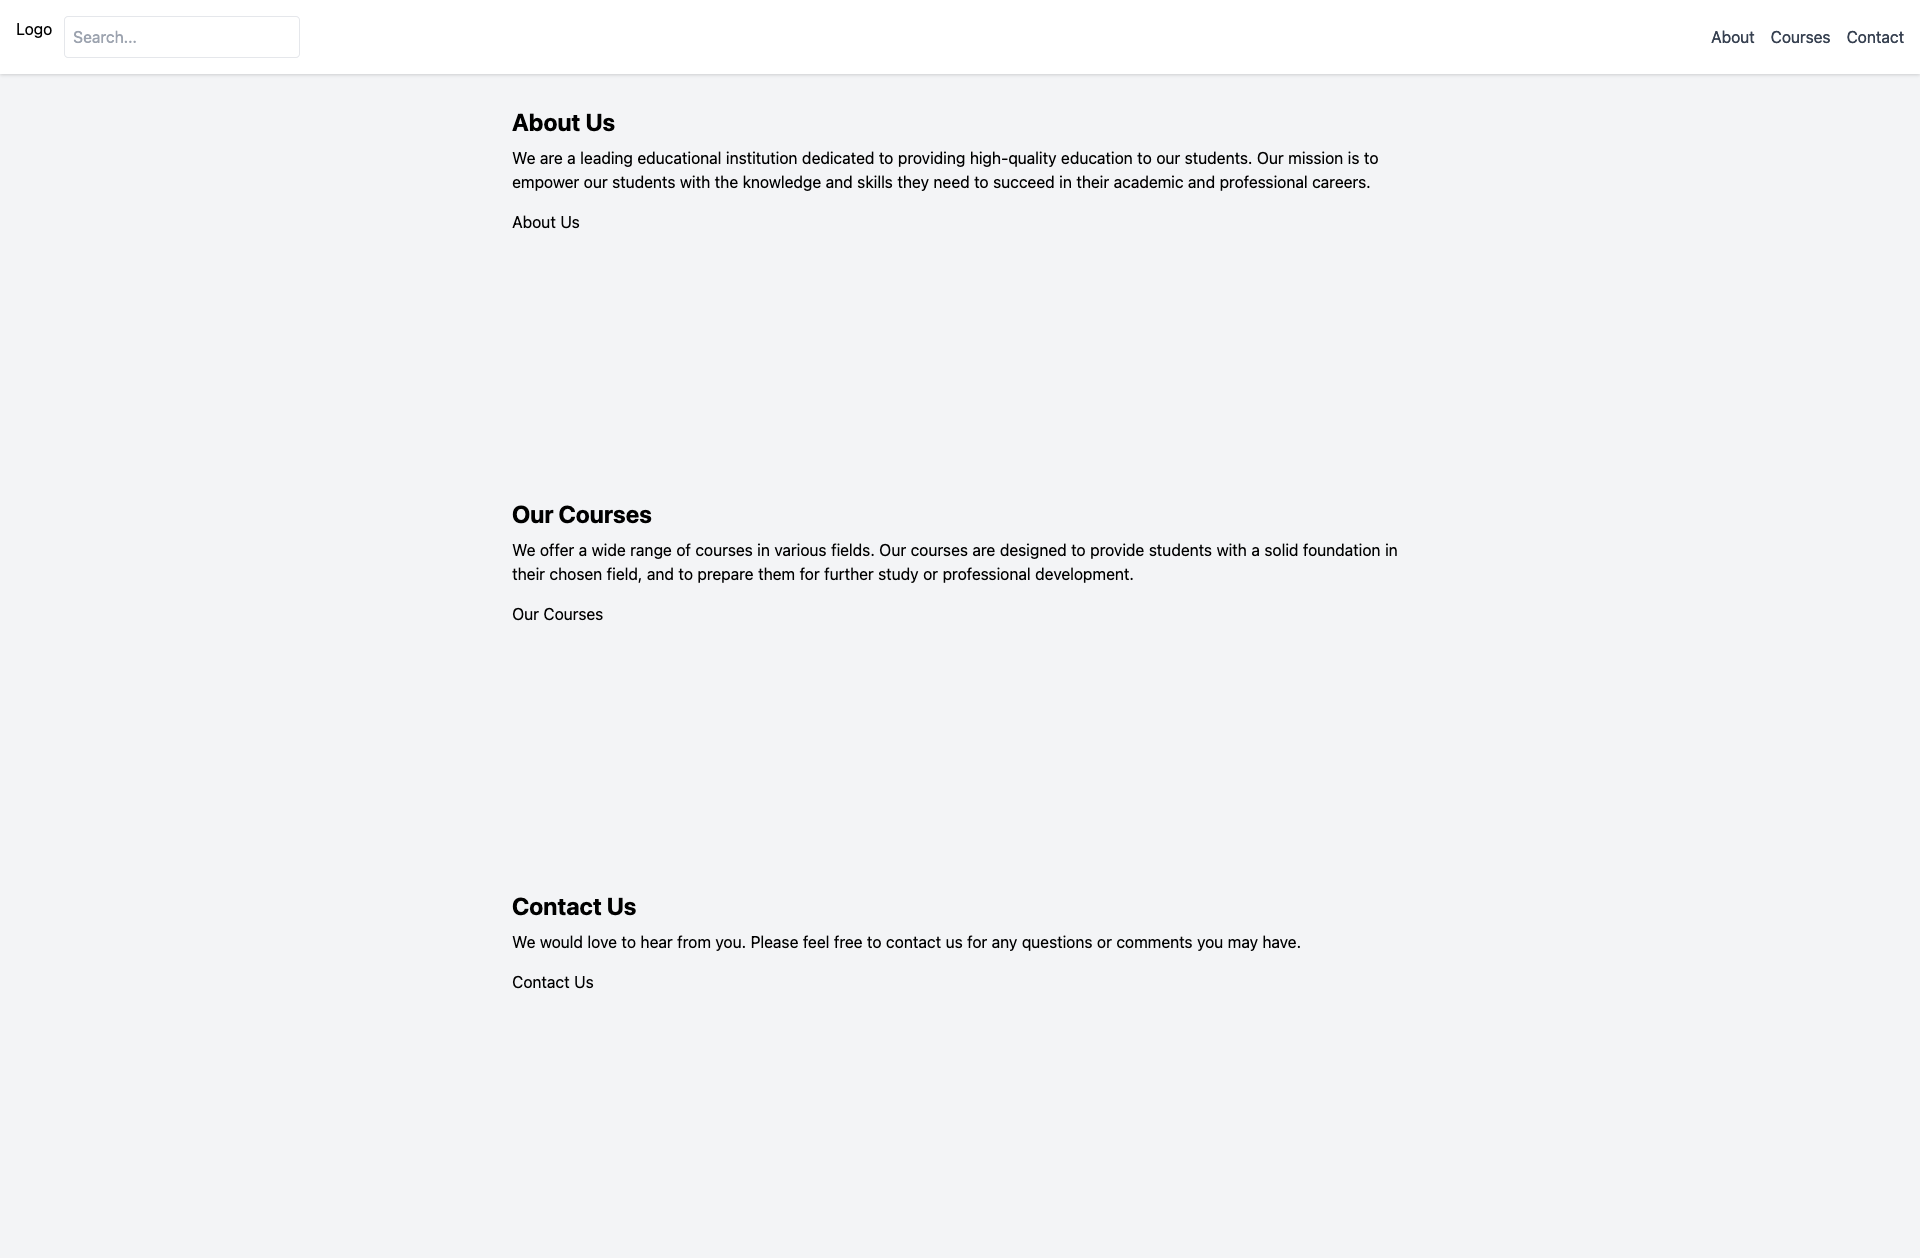 Logo
Search...
About
Courses
Contact
About Us
We are a leading educational institution dedicated to providing high-quality education to our students. Our mission is to
empower our students with the knowledge and skills they need to succeed in their academic and professional careers.
About Us
Our Courses
We offer a wide range of courses in various fields. Our courses are designed to provide students with a solid foundation in
their chosen field, and to prepare them for further study or professional development.
Our Courses
Contact Us
We would love to hear from you. Please feel free to contact us for any questions or comments you may have.
Contact Us